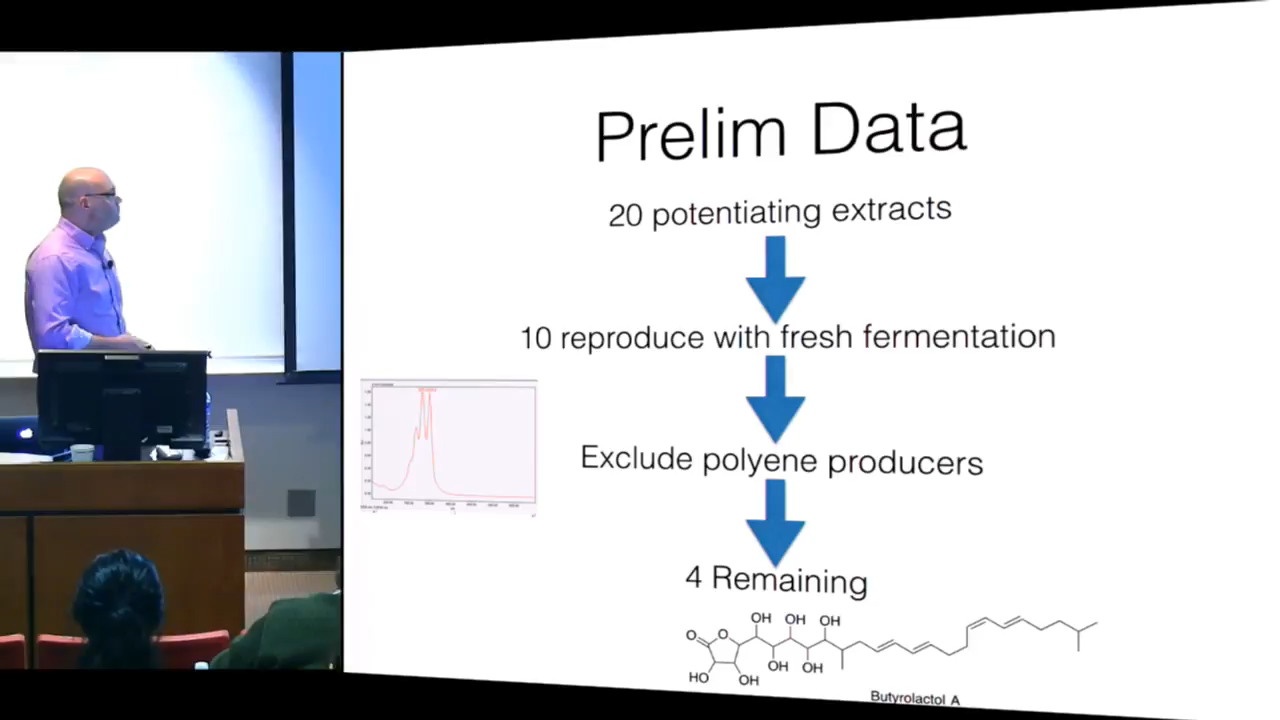 Prelim Data
20 potentiating extracts
10 reproduce with fresh fermentation
Exclude polyene producers
4 Remaining
OH OH OH
O O
OH OH
HO OH
Butyrolactol A